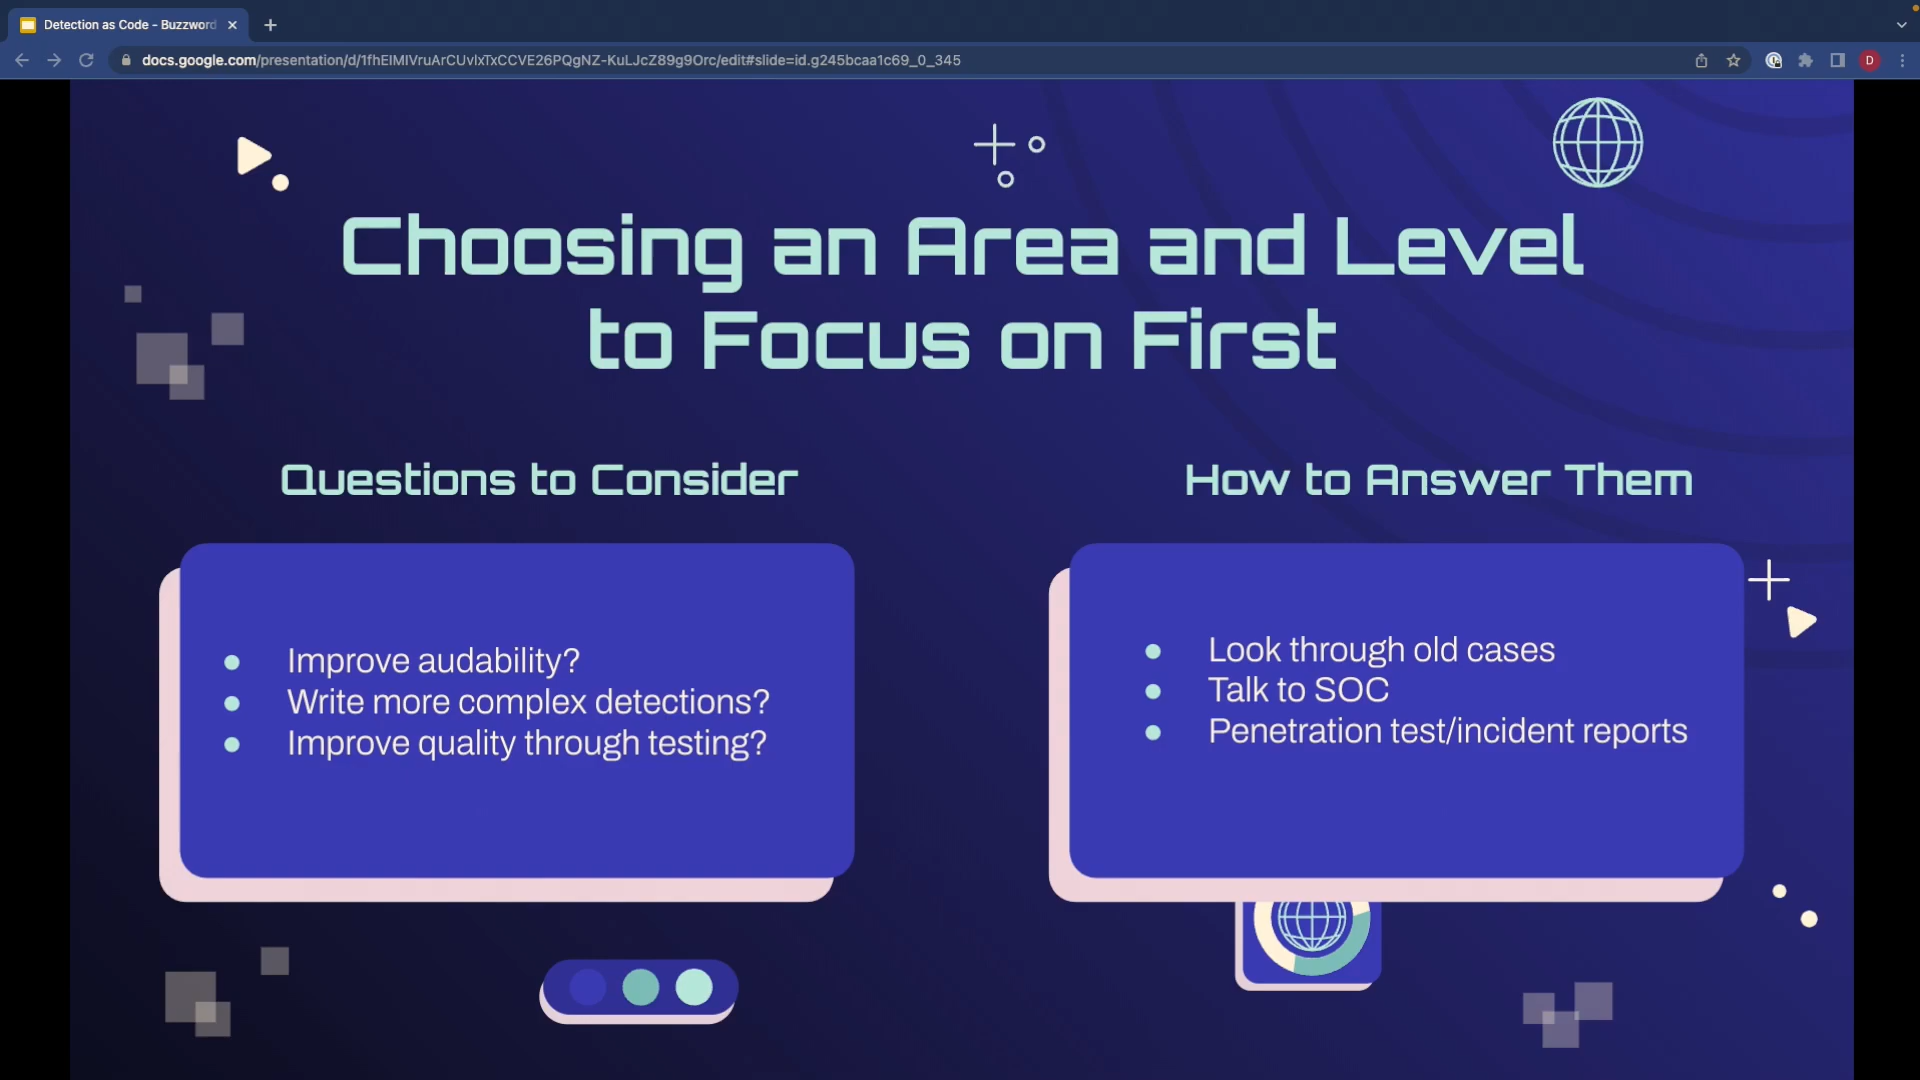 Detection as Code - Buzzword
docs.google.com/presentation/d/1fhEIMIVruArCUvlxTxCCVE26PQgNZ-KuLJcZ89g9Orc/edit#slide=id.g245bcaa1c69_0_345
D
Choosing an Area and Level
to Focus on First
Questions to Consider
Improve audability?
Write more complex detections?
Improve quality through testing?
How to Answer Them
Look through old cases
Talk to SOC
Penetration test/incident reports